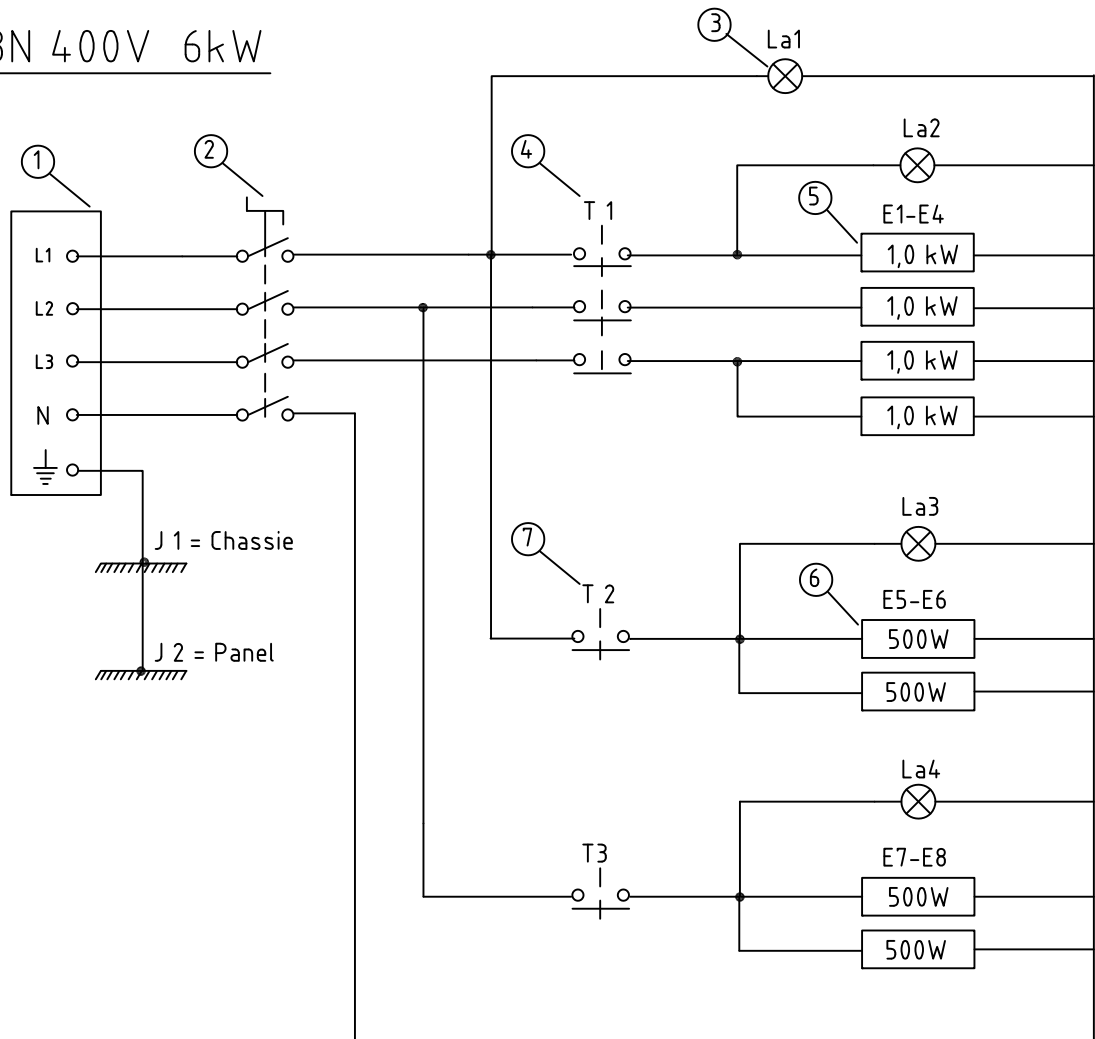 3N 400V 6kW
3
La1
1
2
4
La2
T 1
5
E1-E4
L1
1,0 kW
L2
1,0 kW
L3
1,0 kW
N
1,0 kW
J 1 = Chassie
J 2 = Panel
La3
7
T 2
6
E5-E6
500W
500W
La4
T3
E7-E8
500W
500W